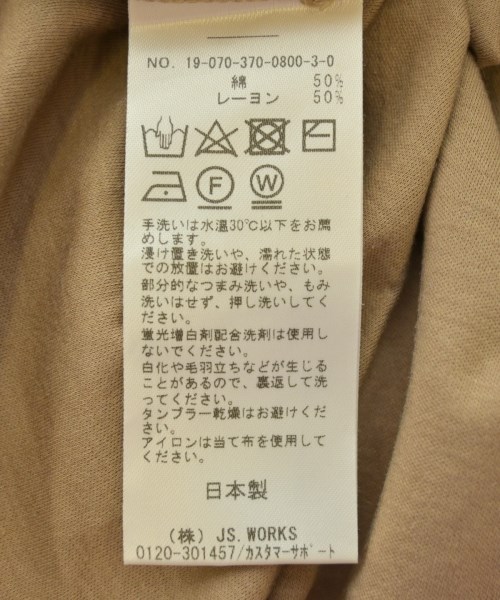 NO. 19-070-370-0800-3-0
綿 50%
レーヨン 50%
F W
手洗いは水温30℃以下をお薦
めします。
浸け置き洗いや、濡れた状態
での放置はお避けください。
部分的なつまみ洗いや、もみ
洗いはせず、押し洗いしてく
ださい。
蛍光増白剤配合洗剤は使用し
ないでください。
白化や毛羽立ちなどが生じる
ことがあるので、裏返して洗
ってください。
タンブラー乾燥はお避けくだ
さい。
アイロンは当て布を使用して
ください。
日本製
(株) JS.WORKS
0120-301457/カスタマーサポート